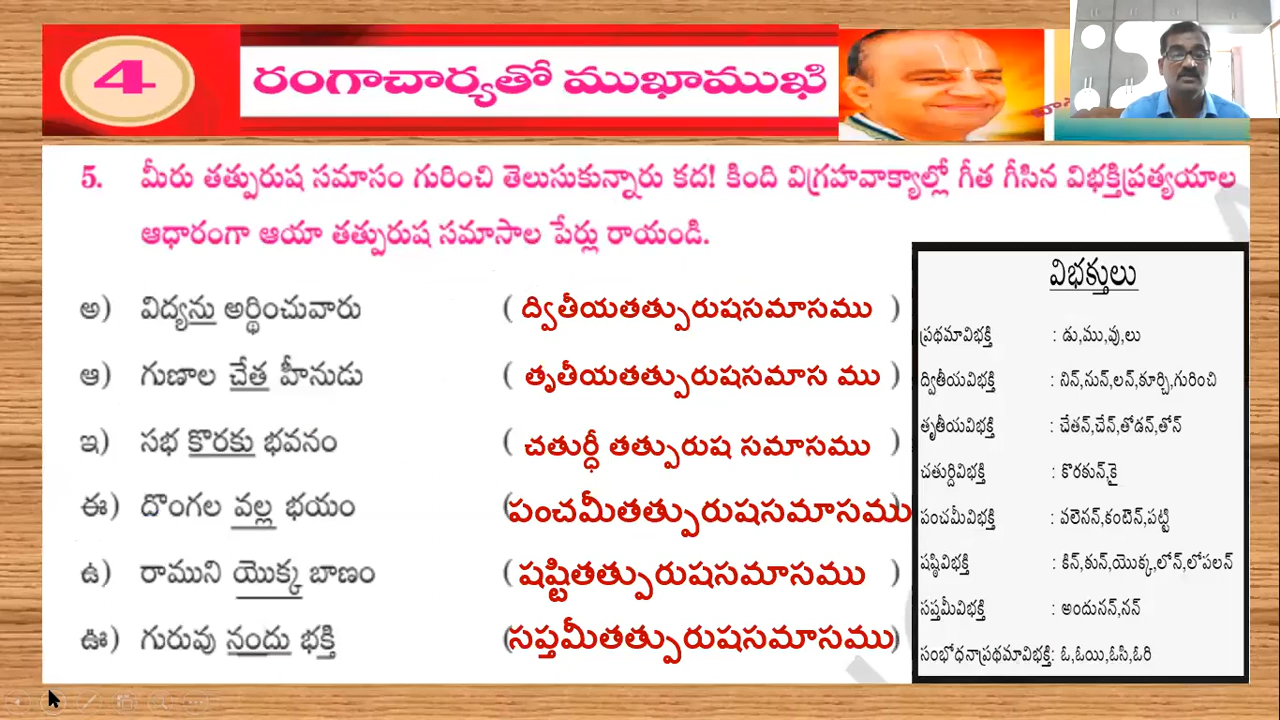 4
రంగాచార్యతో ముఖాముఖి
5. మీరు తత్పురుష సమాసం గురించి తెలుసుకున్నారు కద! కింది విగ్రహవాక్యాల్లో గీత గీసిన విభక్తిప్రత్యయాల
ఆధారంగా ఆయా తత్పురుష సమాసాల పేర్లు రాయండి.
అ) విద్యను అర్థించువారు ( ద్వితీయతత్పురుషసమాసము )
ఆ) గుణాల చేత హీనుడు ( తృతీయతత్పురుషసమాస ము )
ఇ) సభ కొరకు భవనం ( చతుర్ధీ తత్పురుష సమాసము )
ఈ) దొంగల వల్ల భయం (పంచమీతత్పురుషసమాసము)
ఉ) రాముని యొక్క బాణం ( షష్టితత్పురుషసమాసము )
ఊ) గురువు నందు భక్తి (సప్తమీతత్పురుషసమాసము)
విభక్తులు
ప్రథమావిభక్తి : డు,ము,వు,లు
ద్వితీయవిభక్తి : నిన్,నున్,లన్,కూర్చి,గురించి
తృతీయవిభక్తి : చేతన్,చేన్,తోడన్,తోన్
చతుర్దివిభక్తి : కొరకున్,కై
పంచమీవిభక్తి : వలెనన్,కంటెన్,పట్టి
షష్ఠివిభక్తి : కిన్,కున్,యొక్క,లోన్,లోపలన్
సప్తమీవిభక్తి : అందునన్,నన్
సంభోధనాప్రథమావిభక్తి: ఓ,ఓయి,ఓసి,ఓరి